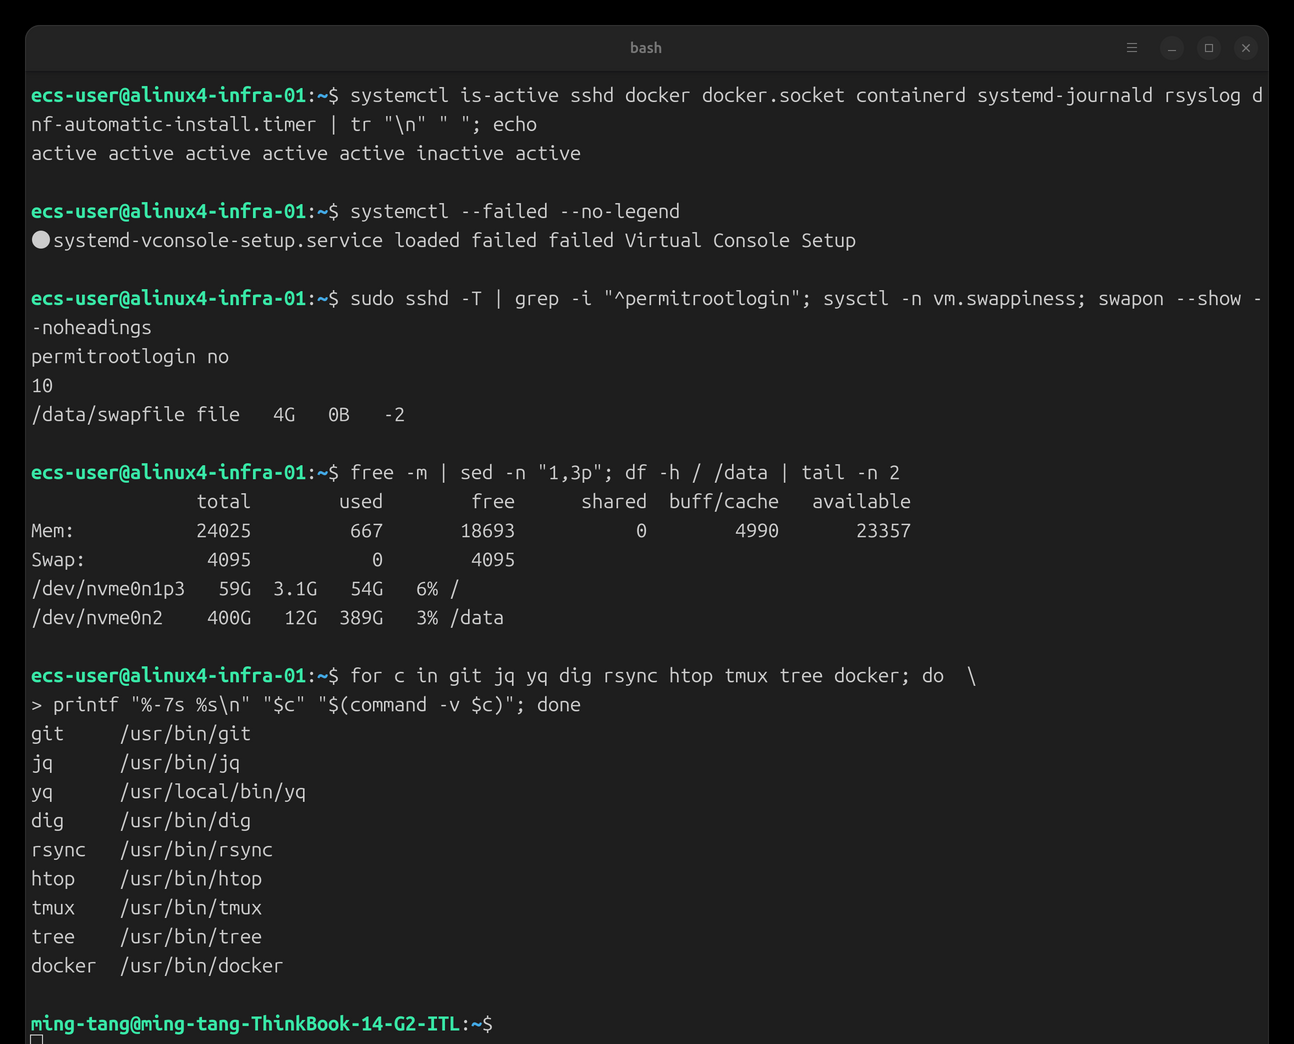 bash
ecs-user@alinux4-infra-01:~$ systemctl is-active sshd docker docker.socket containerd systemd-journald rsyslog d
nf-automatic-install.timer | tr "\n" " "; echo
active active active active active inactive active
ecs-user@alinux4-infra-01:~$ systemctl --failed --no-legend
●systemd-vconsole-setup.service loaded failed failed Virtual Console Setup
ecs-user@alinux4-infra-01:~$ sudo sshd -T | grep -i "^permitrootlogin"; sysctl -n vm.swappiness; swapon --show -
-noheadings
permitrootlogin no
10
/data/swapfile file   4G   0B   -2
ecs-user@alinux4-infra-01:~$ free -m | sed -n "1,3p"; df -h / /data | tail -n 2
               total        used        free      shared  buff/cache   available
Mem:           24025         667       18693           0        4990       23357
Swap:           4095           0        4095
/dev/nvme0n1p3   59G  3.1G   54G   6% /
/dev/nvme0n2    400G   12G  389G   3% /data
ecs-user@alinux4-infra-01:~$ for c in git jq yq dig rsync htop tmux tree docker; do  \
> printf "%-7s %s\n" "$c" "$(command -v $c)"; done
git     /usr/bin/git
jq      /usr/bin/jq
yq      /usr/local/bin/yq
dig     /usr/bin/dig
rsync   /usr/bin/rsync
htop    /usr/bin/htop
tmux    /usr/bin/tmux
tree    /usr/bin/tree
docker  /usr/bin/docker
ming-tang@ming-tang-ThinkBook-14-G2-ITL:~$